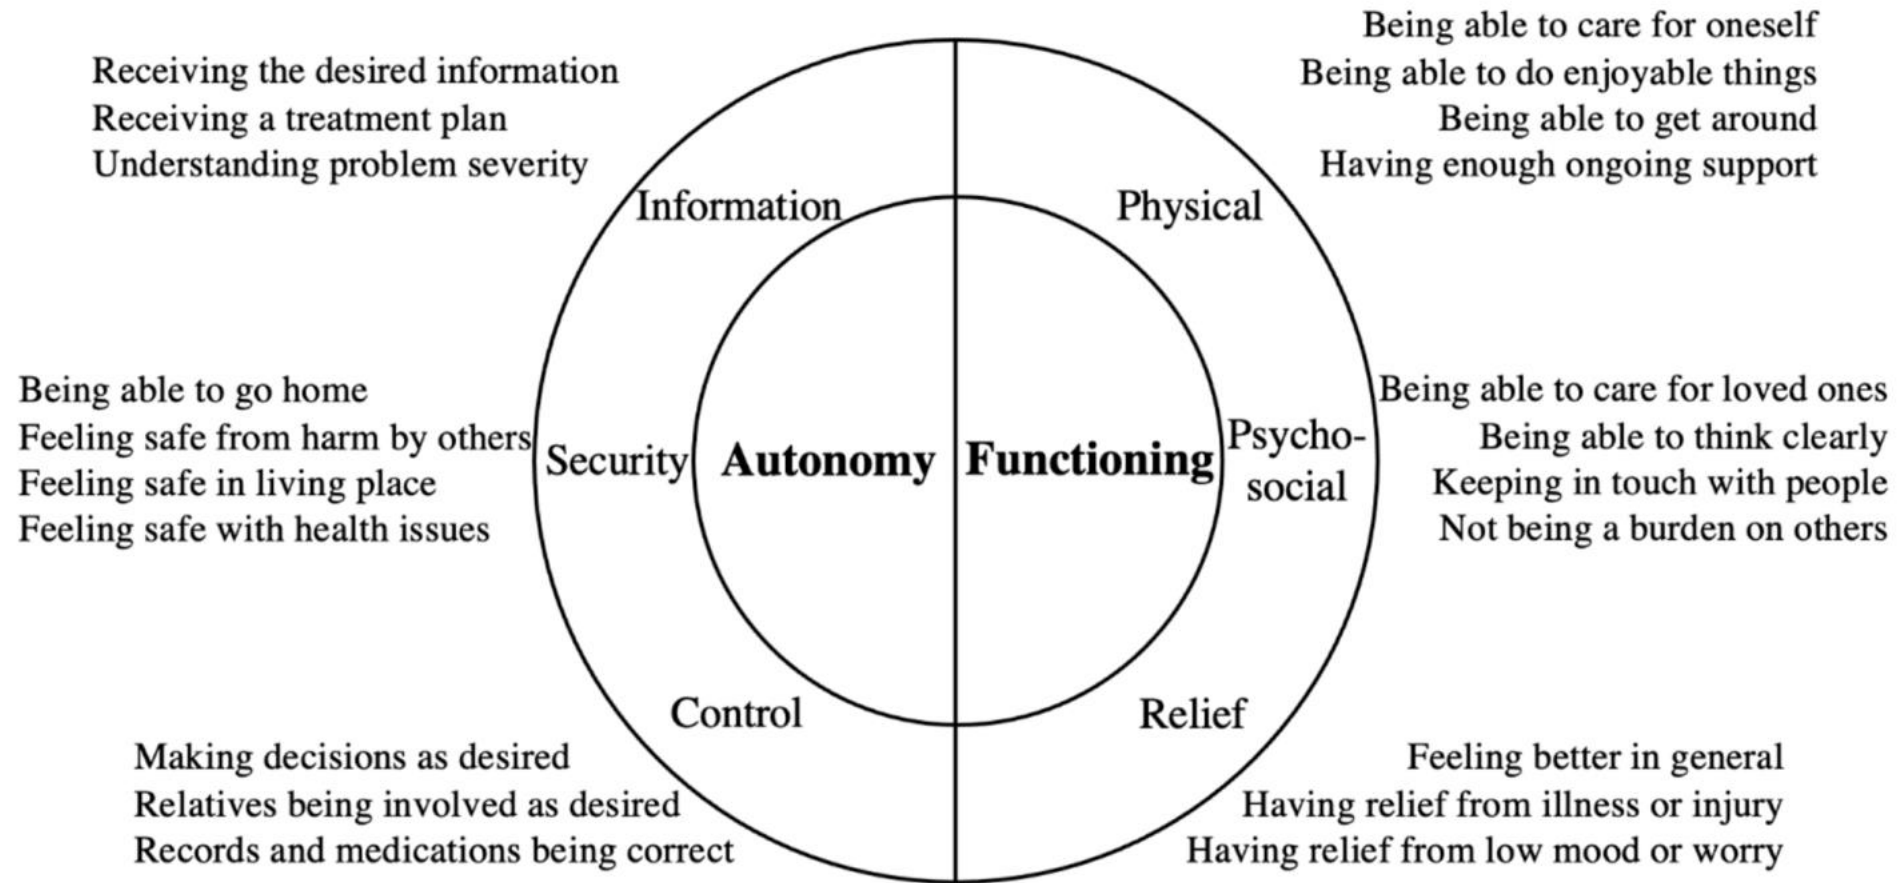 Receiving the desired information
Receiving a treatment plan
Understanding problem severity
Being able to care for oneself
Being able to do enjoyable things
Being able to get around
Having enough ongoing support
Information
Physical
Being able to go home
Feeling safe from harm by others
Feeling safe in living place
Feeling safe with health issues
Security
Autonomy
Functioning
Psycho-
social
Being able to care for loved ones
Being able to think clearly
Keeping in touch with people
Not being a burden on others
Control
Relief
Making decisions as desired
Relatives being involved as desired
Records and medications being correct
Feeling better in general
Having relief from illness or injury
Having relief from low mood or worry